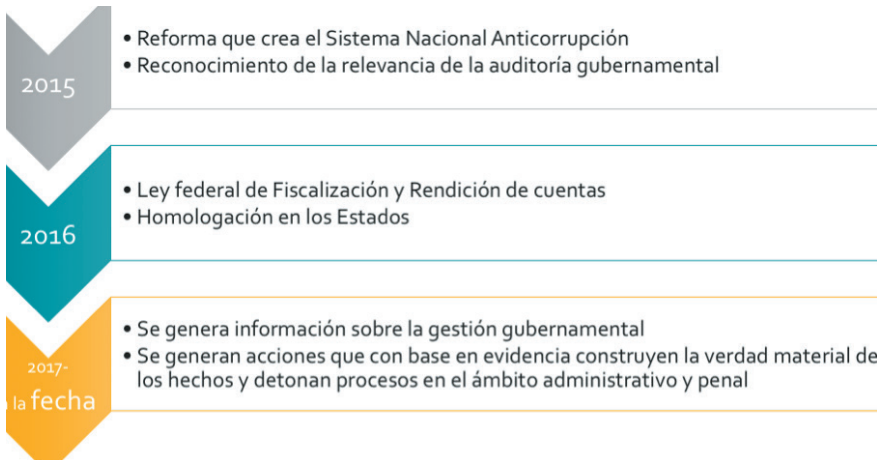 2015
• Reforma que crea el Sistema Nacional Anticorrupción
• Reconocimiento de la relevancia de la auditoría gubernamental
2016
• Ley federal de Fiscalización y Rendición de cuentas
• Homologación en los Estados
2017-
a la fecha
• Se genera información sobre la gestión gubernamental
• Se generan acciones que con base en evidencia construyen la verdad material de
los hechos y detonan procesos en el ámbito administrativo y penal